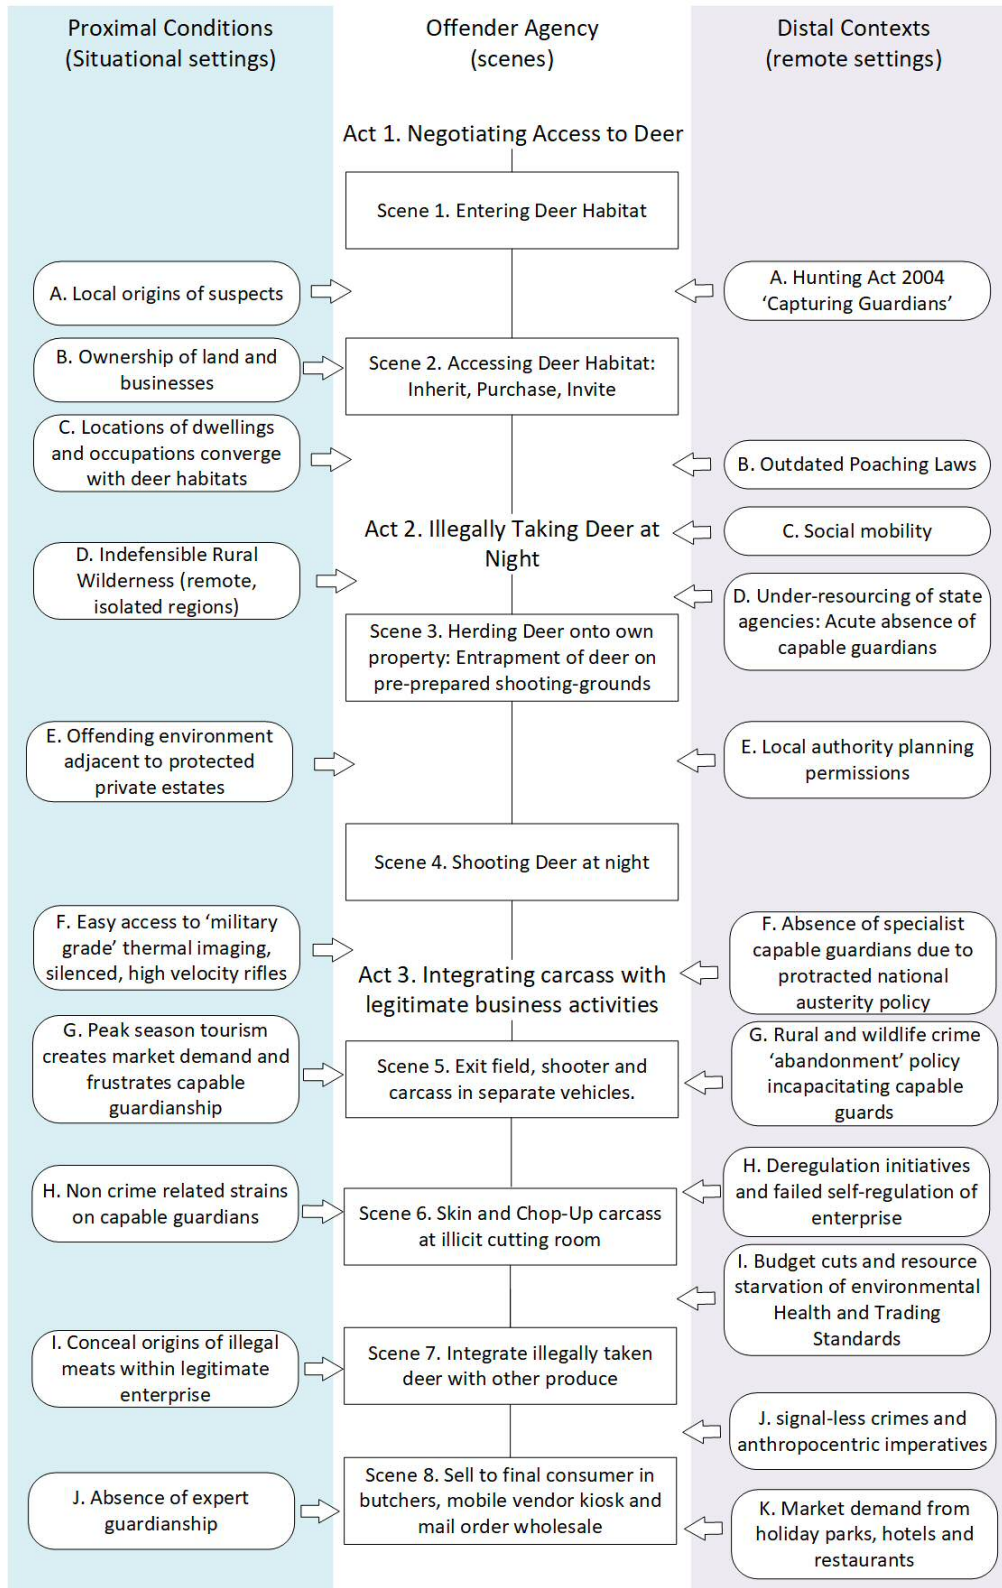 Proximal Conditions
(Situational settings)
Offender Agency
(scenes)
Distal Contexts
(remote settings)
Act 1. Negotiating Access to Deer
Scene 1. Entering Deer Habitat
A. Local origins of suspects
A. Hunting Act 2004
‘Capturing Guardians’
B. Ownership of land and
businesses
Scene 2. Accessing Deer Habitat:
Inherit, Purchase, Invite
C. Locations of dwellings
and occupations converge
with deer habitats
B. Outdated Poaching Laws
Act 2. Illegally Taking Deer at
Night
C. Social mobility
D. Indefensible Rural
Wilderness (remote,
isolated regions)
D. Under-resourcing of state
agencies: Acute absence of
capable guardians
Scene 3. Herding Deer onto own
property: Entrapment of deer on
pre-prepared shooting-grounds
E. Offending environment
adjacent to protected
private estates
E. Local authority planning
permissions
Scene 4. Shooting Deer at night
F. Easy access to ‘military
grade’ thermal imaging,
silenced, high velocity rifles
F. Absence of specialist
capable guardians due to
protracted national
austerity policy
Act 3. Integrating carcass with
legitimate business activities
G. Peak season tourism
creates market demand and
frustrates capable
guardianship
Scene 5. Exit field, shooter and
carcass in separate vehicles.
G. Rural and wildlife crime
‘abandonment’ policy
incapacitating capable
guards
H. Non crime related strains
on capable guardians
Scene 6. Skin and Chop-Up carcass
at illicit cutting room
H. Deregulation initiatives
and failed self-regulation of
enterprise
I. Budget cuts and resource
starvation of environmental
Health and Trading
Standards
I. Conceal origins of illegal
meats within legitimate
enterprise
Scene 7. Integrate illegally taken
deer with other produce
J. signal-less crimes and
anthropocentric imperatives
J. Absence of expert
guardianship
Scene 8. Sell to final consumer in
butchers, mobile vendor kiosk and
mail order wholesale
K. Market demand from
holiday parks, hotels and
restaurants